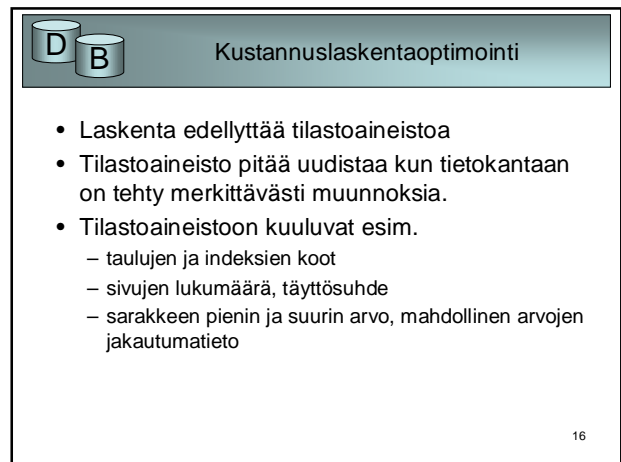 D B Kustannuslaskentaoptimointi
• Laskenta edellyttää tilastoaineistoa
• Tilastoaineisto pitää uudistaa kun tietokantaan
on tehty merkittävästi muunnoksia.
• Tilastoaineistoon kuuluvat esim.
– taulujen ja indeksien koot
– sivujen lukumäärä, täyttösuhde
– sarakkeen pienin ja suurin arvo, mahdollinen arvojen
jakautumatieto
16